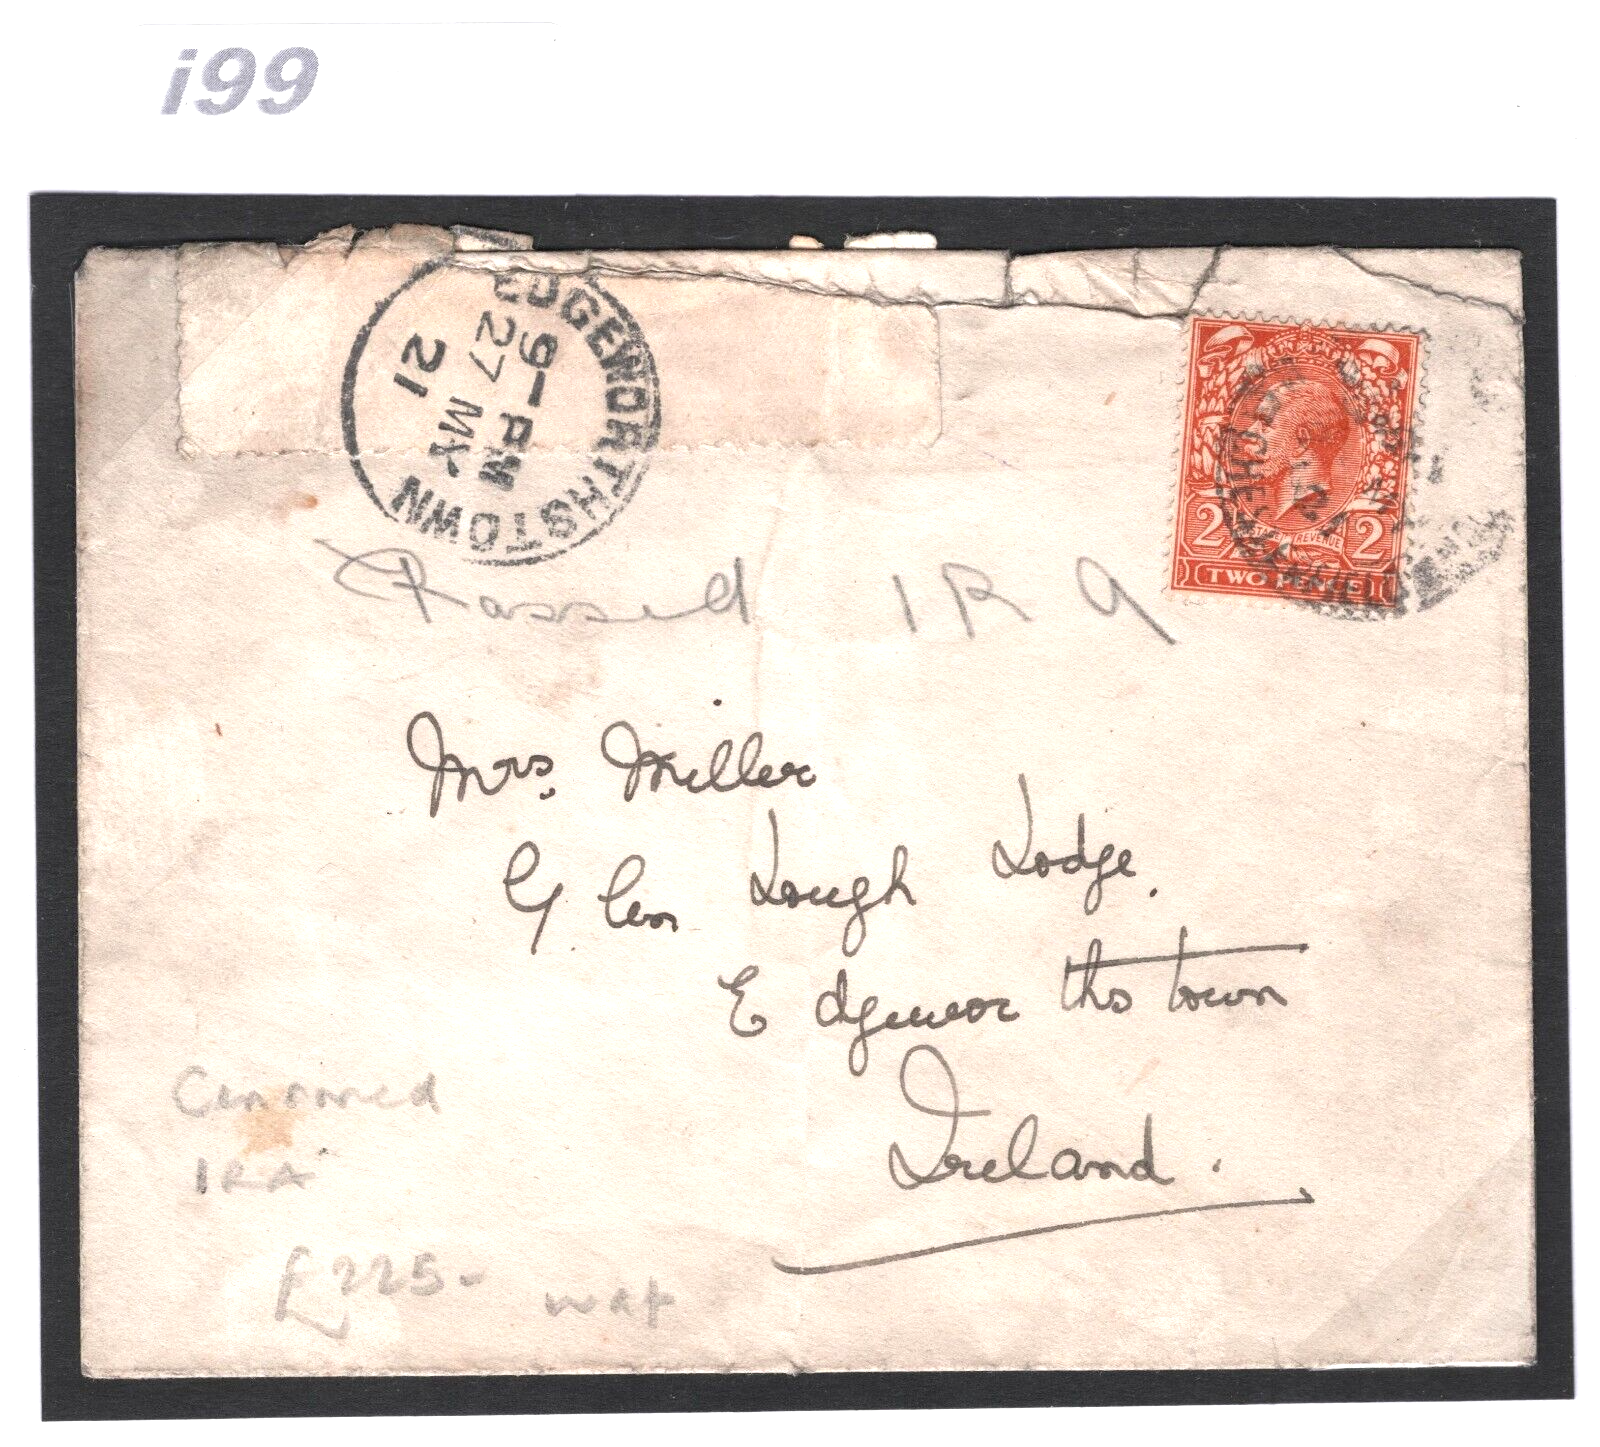 i99
EDGEWORTHSTOWN
9-PM
27 MY
21
REVENUE
2 2
TWO PENCE
Passed IRA
Mrs. Miller
Glen Lough Lodge.
Edgeworthstown
Ireland.
Censored
IRA
£225-